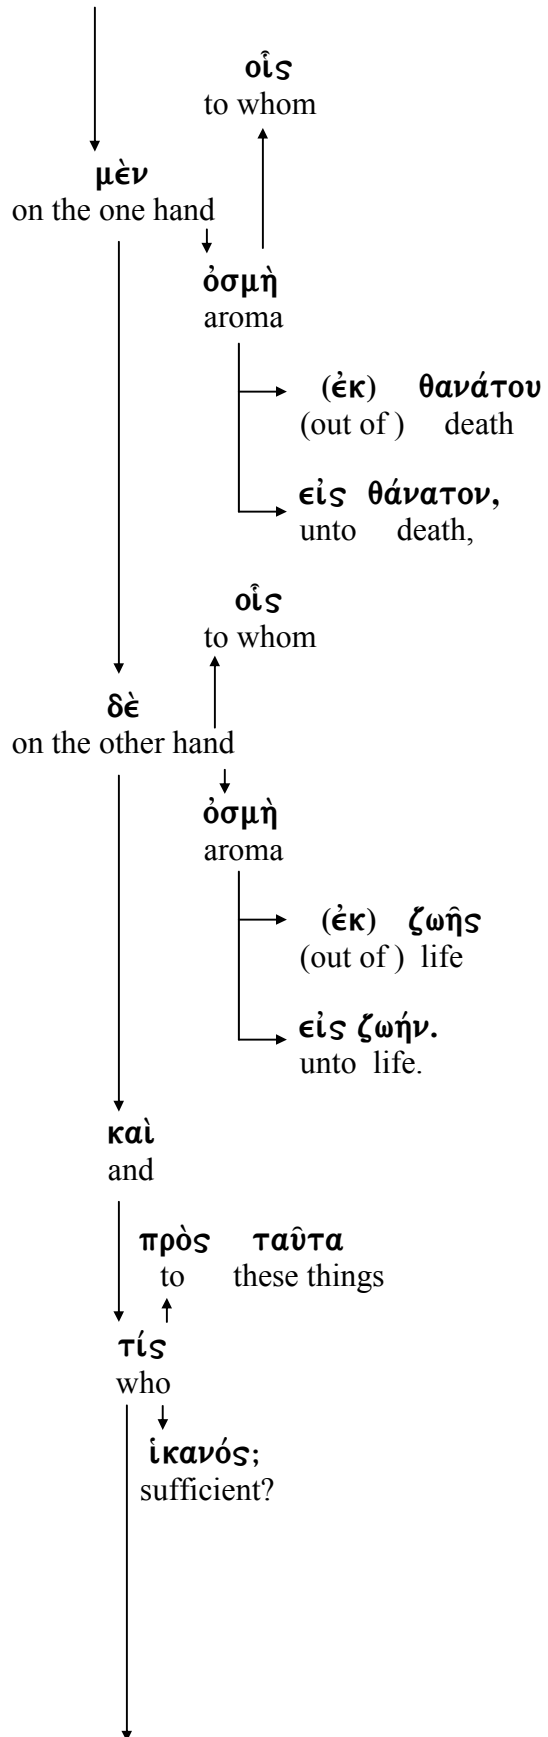 οἷς
to whom
μὲν
on the one hand
ὀσμὴ
aroma
(ἐκ) θανάτου
(out of ) death
εἰς θάνατον,
unto death,
οἷς
to whom
δὲ
on the other hand
ὀσμὴ
aroma
(ἐκ) ζωῆς
(out of ) life
εἰς ζωήν.
unto life.
καὶ
and
πρὸς ταῦτα
to these things
τίς
who
ἱκανός;
sufficient?